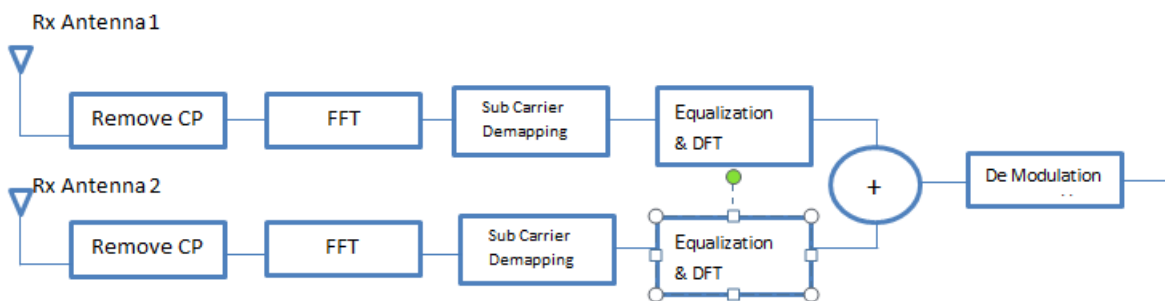 Rx Antenna 1
Remove CP
FFT
Sub Carrier
Demapping
Equalization
& DFT
+
De Modulation
Rx Antenna 2
Remove CP
FFT
Sub Carrier
Demapping
Equalization
& DFT